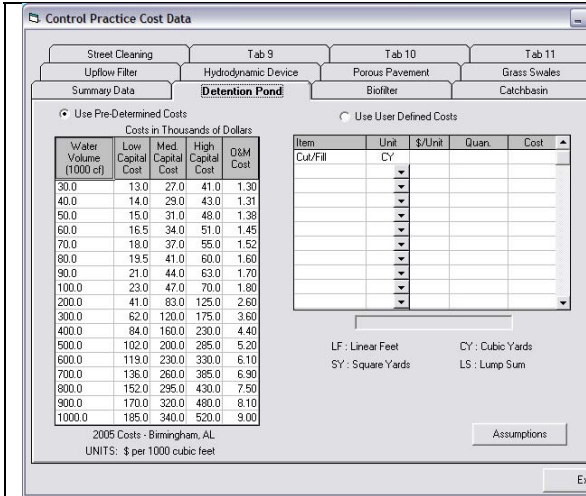 Control Practice Cost Data
Street Cleaning Tab 9 Tab 10 Tab 11
Upflow Filter Hydrodynamic Device Porous Pavement Grass Swales
Summary Data Detention Pond Biofilter Catchbasin
Use Pre-Determined Costs
Use User Defined Costs
Costs in Thousands of Dollars
Water Volume (1000 cf) Low Capital Cost Med. Capital Cost High Capital Cost O&M Cost
30.0 13.0 27.0 41.0 1.30
40.0 14.0 29.0 43.0 1.31
50.0 15.0 31.0 48.0 1.38
60.0 16.5 34.0 51.0 1.45
70.0 18.0 37.0 55.0 1.52
80.0 19.5 41.0 60.0 1.60
90.0 21.0 44.0 63.0 1.70
100.0 23.0 47.0 70.0 1.80
200.0 41.0 83.0 125.0 2.60
300.0 62.0 120.0 175.0 3.60
400.0 84.0 160.0 230.0 4.40
500.0 102.0 200.0 285.0 5.20
600.0 119.0 230.0 330.0 6.10
700.0 136.0 260.0 385.0 6.90
800.0 152.0 295.0 430.0 7.50
900.0 170.0 320.0 480.0 8.10
1000.0 185.0 340.0 520.0 9.00
2005 Costs - Birmingham, AL
UNITS: $ per 1000 cubic feet
Item Unit $/Unit Quan. Cost
Cut/Fill CY
LF : Linear Feet CY : Cubic Yards
SY : Square Yards LS : Lump Sum
Assumptions